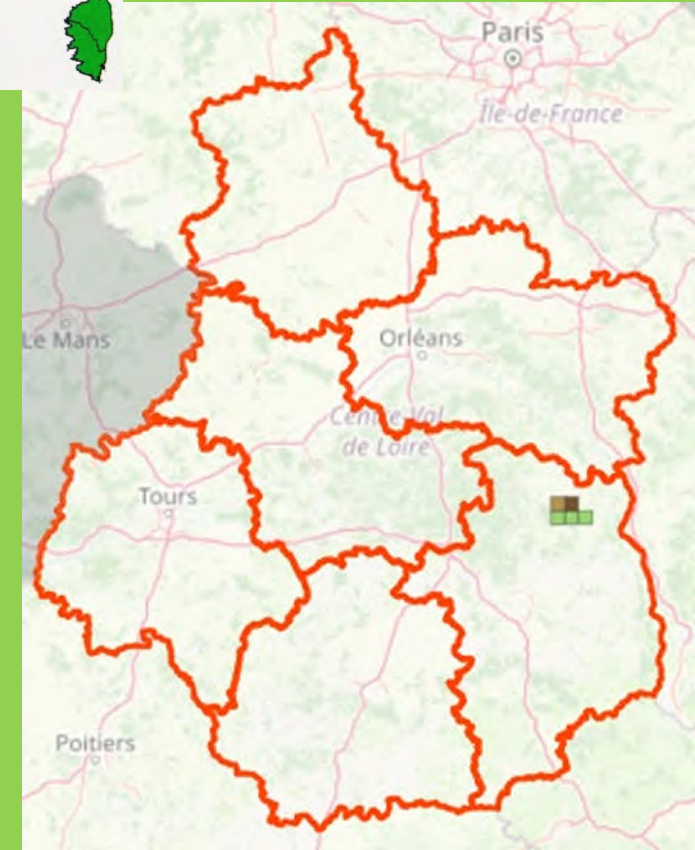 Paris
Île-de-France
Le Mans
Orléans
Centre-Val
de Loire
Tours
Poitiers